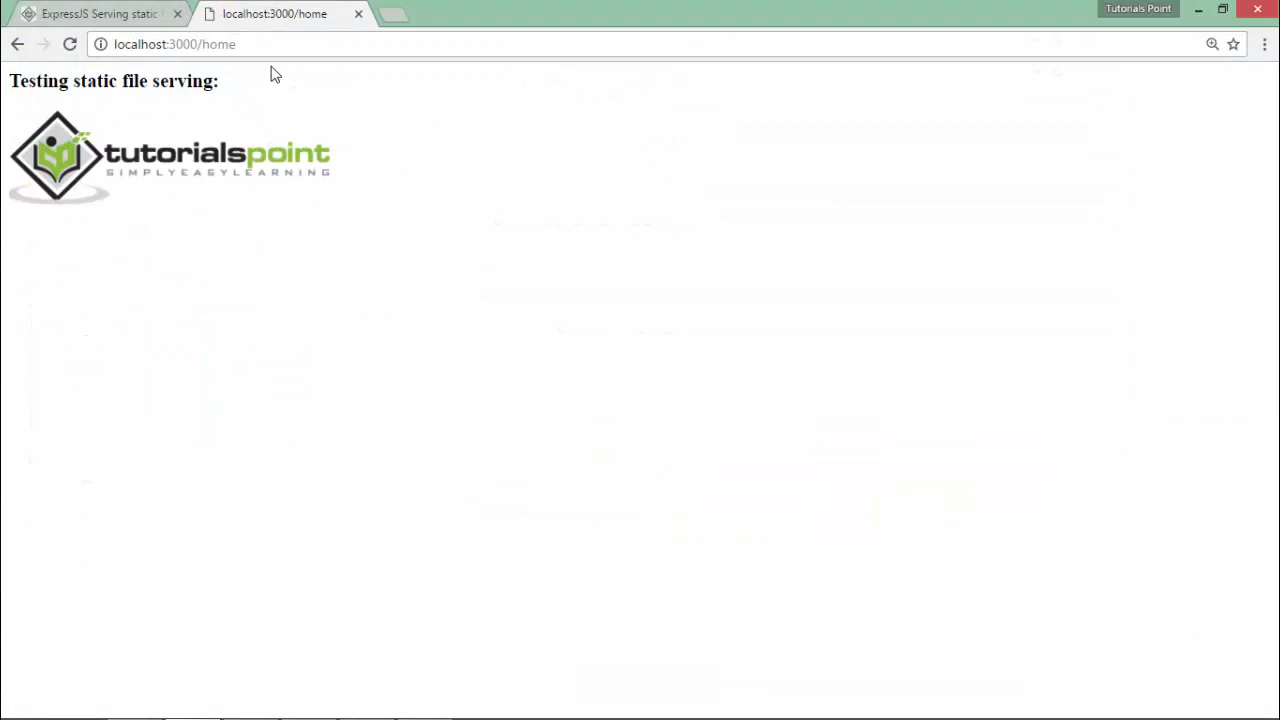 ExpressJS Serving static
localhost:3000/home
Tutorials Point
localhost:3000/home
Testing static file serving:
tutorialspoint
SIMPLYEASYLEARNING